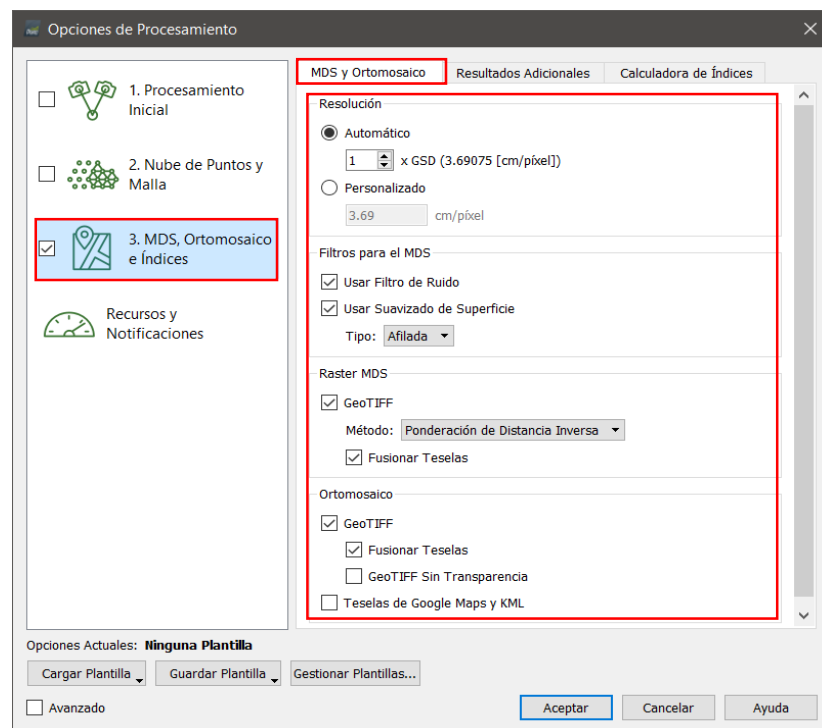 Opciones de Procesamiento
1. Procesamiento
Inicial
2. Nube de Puntos y
Malla
3. MDS, Ortomosaico
e Índices
Recursos y
Notificaciones
MDS y Ortomosaico
Resultados Adicionales
Calculadora de Índices
Resolución
Automático
1 x GSD (3.69075 [cm/píxel])
Personalizado
3.69 cm/píxel
Filtros para el MDS
Usar Filtro de Ruido
Usar Suavizado de Superficie
Tipo: Afilada
Raster MDS
GeoTIFF
Método: Ponderación de Distancia Inversa
Fusionar Teselas
Ortomosaico
GeoTIFF
Fusionar Teselas
GeoTIFF Sin Transparencia
Teselas de Google Maps y KML
Opciones Actuales: Ninguna Plantilla
Cargar Plantilla
Guardar Plantilla
Gestionar Plantillas...
Avanzado
Aceptar
Cancelar
Ayuda